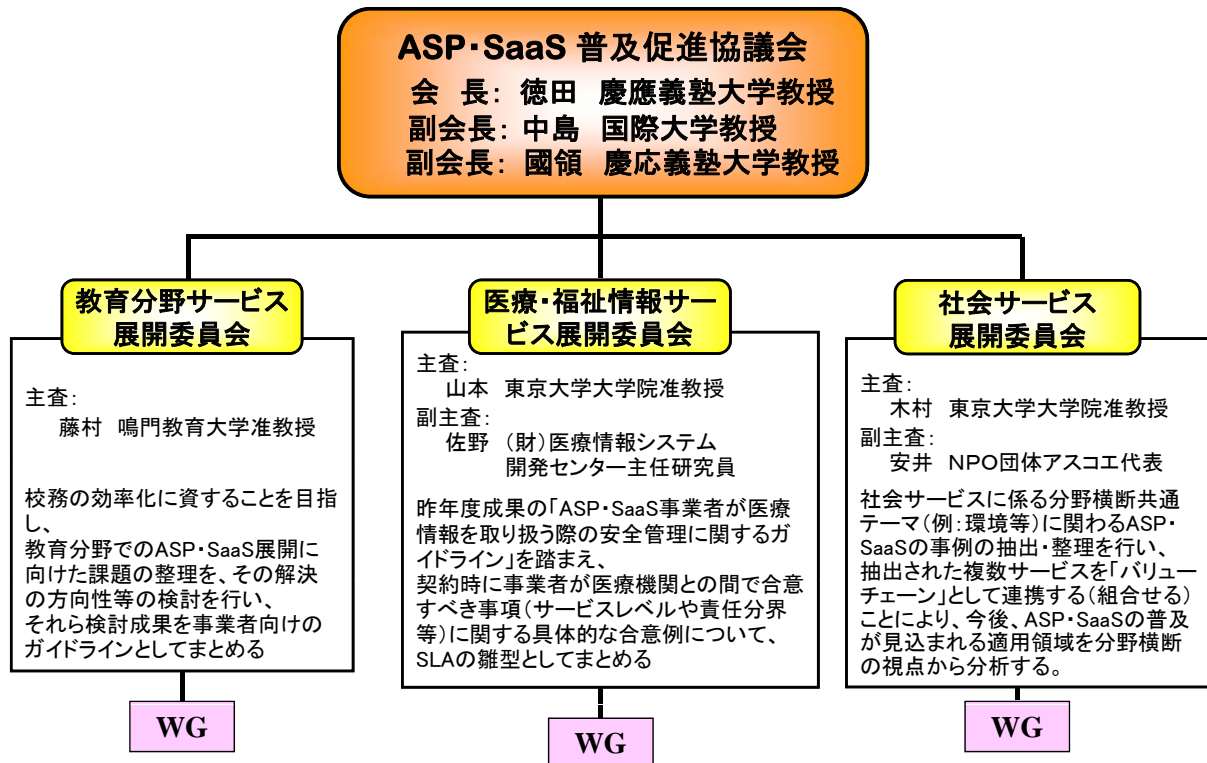 ASP・SaaS 普及促進協議会
会 長： 徳田 慶應義塾大学教授
副会長： 中島 国際大学教授
副会長： 國領 慶応義塾大学教授
教育分野サービス
展開委員会
主査：
藤村 鳴門教育大学准教授
校務の効率化に資することを目指
し、
教育分野でのASP・SaaS展開に
向けた課題の整理を、その解決
の方向性等の検討を行い、
それら検討成果を事業者向けの
ガイドラインとしてまとめる
WG
医療・福祉情報サー
ビス展開委員会
主査：
山本 東京大学大学院准教授
副主査：
佐野 （財）医療情報システム
開発センター主任研究員
昨年度成果の「ASP・SaaS事業者が医療
情報を取り扱う際の安全管理に関するガ
イドライン」を踏まえ、
契約時に事業者が医療機関との間で合意
すべき事項（サービスレベルや責任分界
等）に関する具体的な合意例について、
SLAの雛型としてまとめる
WG
社会サービス
展開委員会
主査：
木村 東京大学大学院准教授
副主査：
安井 NPO団体アスコエ代表
社会サービスに係る分野横断共通
テーマ（例：環境等）に関わるASP・
SaaSの事例の抽出・整理を行い、
抽出された複数サービスを「バリュー
チェーン」として連携する（組合せる）
ことにより、今後、ASP・SaaSの普及
が見込まれる適用領域を分野横断
の視点から分析する。
WG